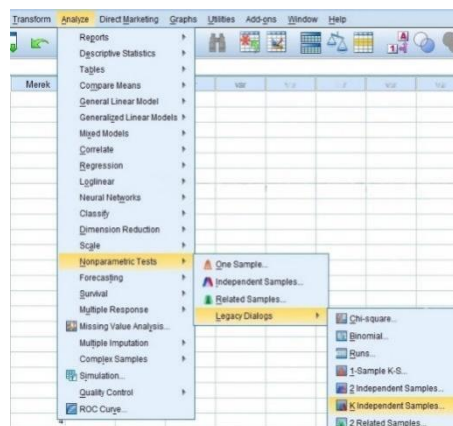 Transform Analyze Direct Marketing Graphs Utilities Add-ons Window Help
Merek
var
var
Reports
Descriptive Statistics
Tables
Compare Means
General Linear Model
Generalized Linear Models
Mixed Models
Correlate
Regression
Loglinear
Neural Networks
Classify
Dimension Reduction
Scale
Nonparametric Tests
Forecasting
Survival
Multiple Response
Missing Value Analysis...
Multiple Imputation
Complex Samples
Simulation...
Quality Control
ROC Curve...
One Sample...
Independent Samples...
Related Samples...
Legacy Dialogs
Chi-square...
Binomial...
Runs...
1-Sample K-S...
2 Independent Samples...
K Independent Samples...
2 Related Samples...